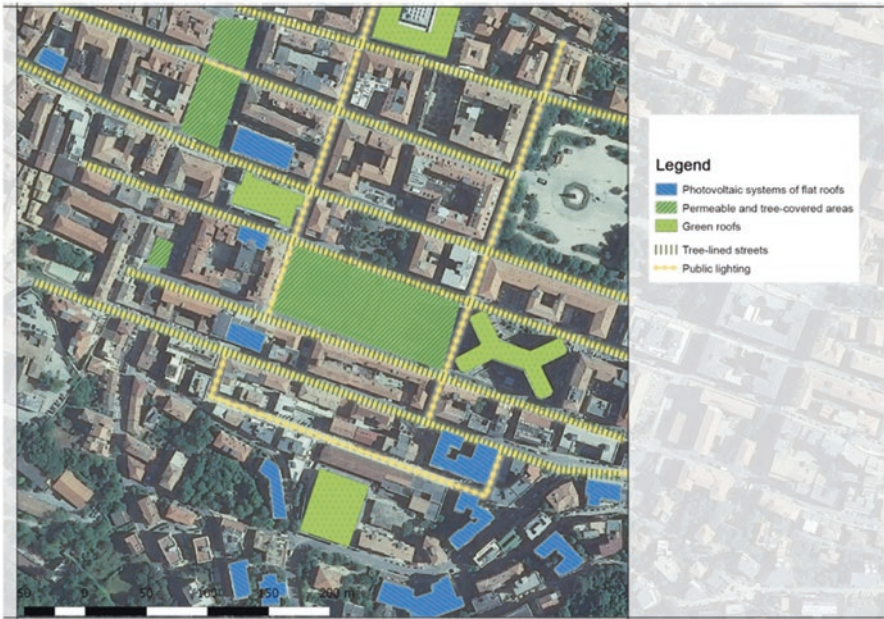 Legend
Photovoltaic systems of flat roofs
Permeable and tree-covered areas
Green roofs
Tree-lined streets
Public lighting
50 0 50 100 150 200 m